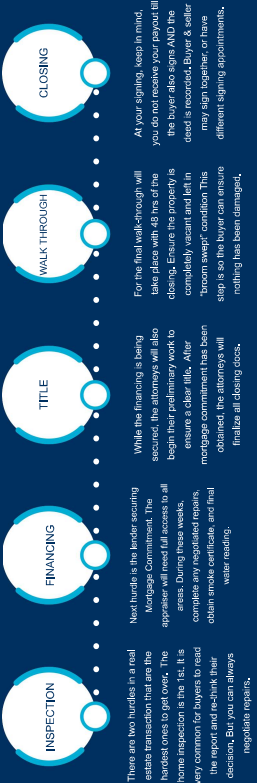 INSPECTION
There are two hurdles in a real
estate transaction that are the
hardest ones to get over. The
home inspection is the 1st. It is
very common for buyers to read
the report and re-think their
decision. But you can always
negotiate repairs.
FINANCING
Next hurdle is the lender securing
Mortgage Commitment. The
appraiser will need full access to all
areas. During these weeks,
complete any negotiated repairs,
obtain smoke certificate, and final
water reading.
TITLE
While the financing is being
secured, the attorneys will also
begin their preliminary work to
ensure a clear title. After
mortgage commitment has been
obtained, the attorneys will
finalize all closing docs.
WALK THROUGH
For the final walk-through will
take place with 48 hrs of the
closing. Ensure the property is
completely vacant and left in
"broom swept" condition This
step is so the buyer can ensure
nothing has been damaged.
CLOSING
At your signing, keep in mind,
you do not receive your payout till
the buyer also signs AND the
deed is recorded. Buyer & seller
may sign together, or have
different signing appointments.